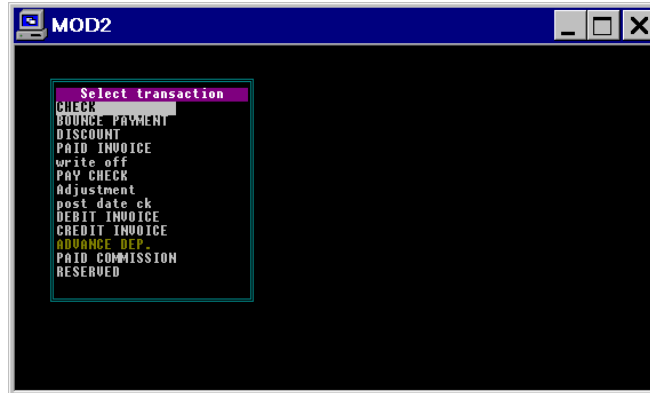 MOD2
Select transaction
CHECK
BOUNCE PAYMENT
DISCOUNT
PAID INVOICE
write off
PAY CHECK
Adjustment
post date ck
DEBIT INVOICE
CREDIT INVOICE
ADVANCE DEP.
PAID COMMISSION
RESERVED